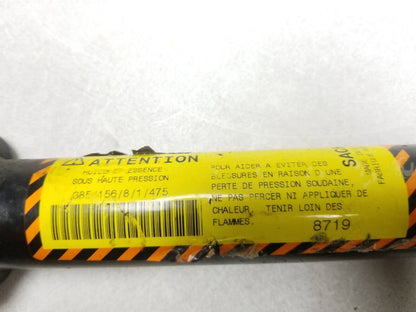 ATTENTION
HUILE ET ESSENCE
SOUS HAUTE PRESSION
POUR AIDER A EVITER DES
BLESSURES EN RAISON D'UNE
PERTE DE PRESSION SOUDAINE,
NE PAS PERCER NI APPLIQUER DE
CHALEUR. TENIR LOIN DES
FLAMMES.
8719